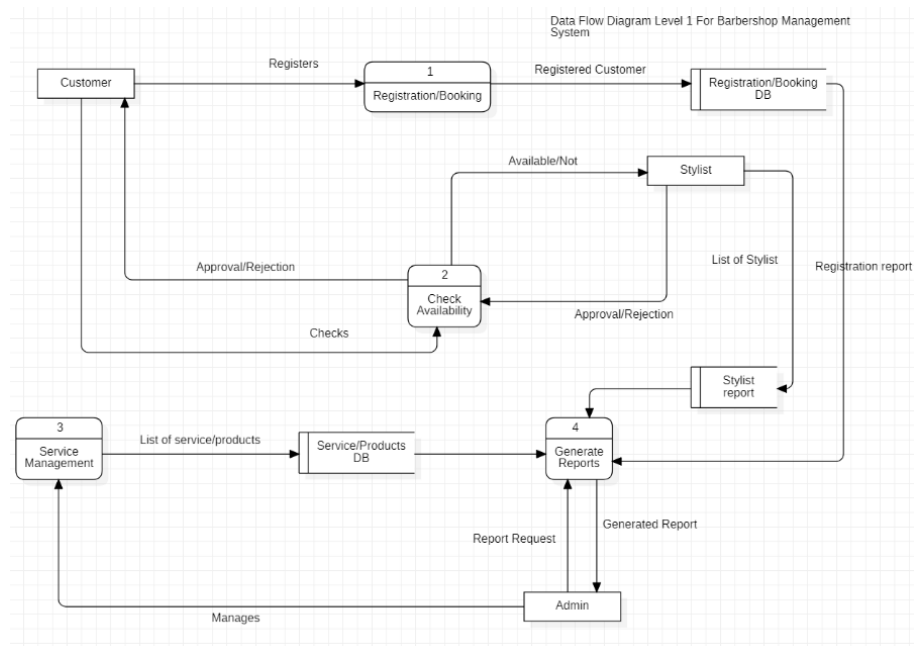 Data Flow Diagram Level 1 For Barbershop Management
System
Registers
Customer
1
Registration/Booking
Registered Customer
Registration/Booking
DB
Available/Not
Stylist
List of Stylist
Registration report
Approval/Rejection
2
Check
Availability
Approval/Rejection
Checks
Stylist
report
3
Service
Management
List of service/products
Service/Products
DB
4
Generate
Reports
Report Request
Generated Report
Admin
Manages